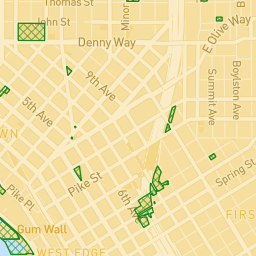 Thomas St
John St
Minor
Denny Way
E Olive Way
9th Ave
5th Ave
Summit Ave
Boylston Ave
WN
Pike St
Spring St
Pike Pl
6th Ave
FIRS
Gum Wall
WEST EDGE